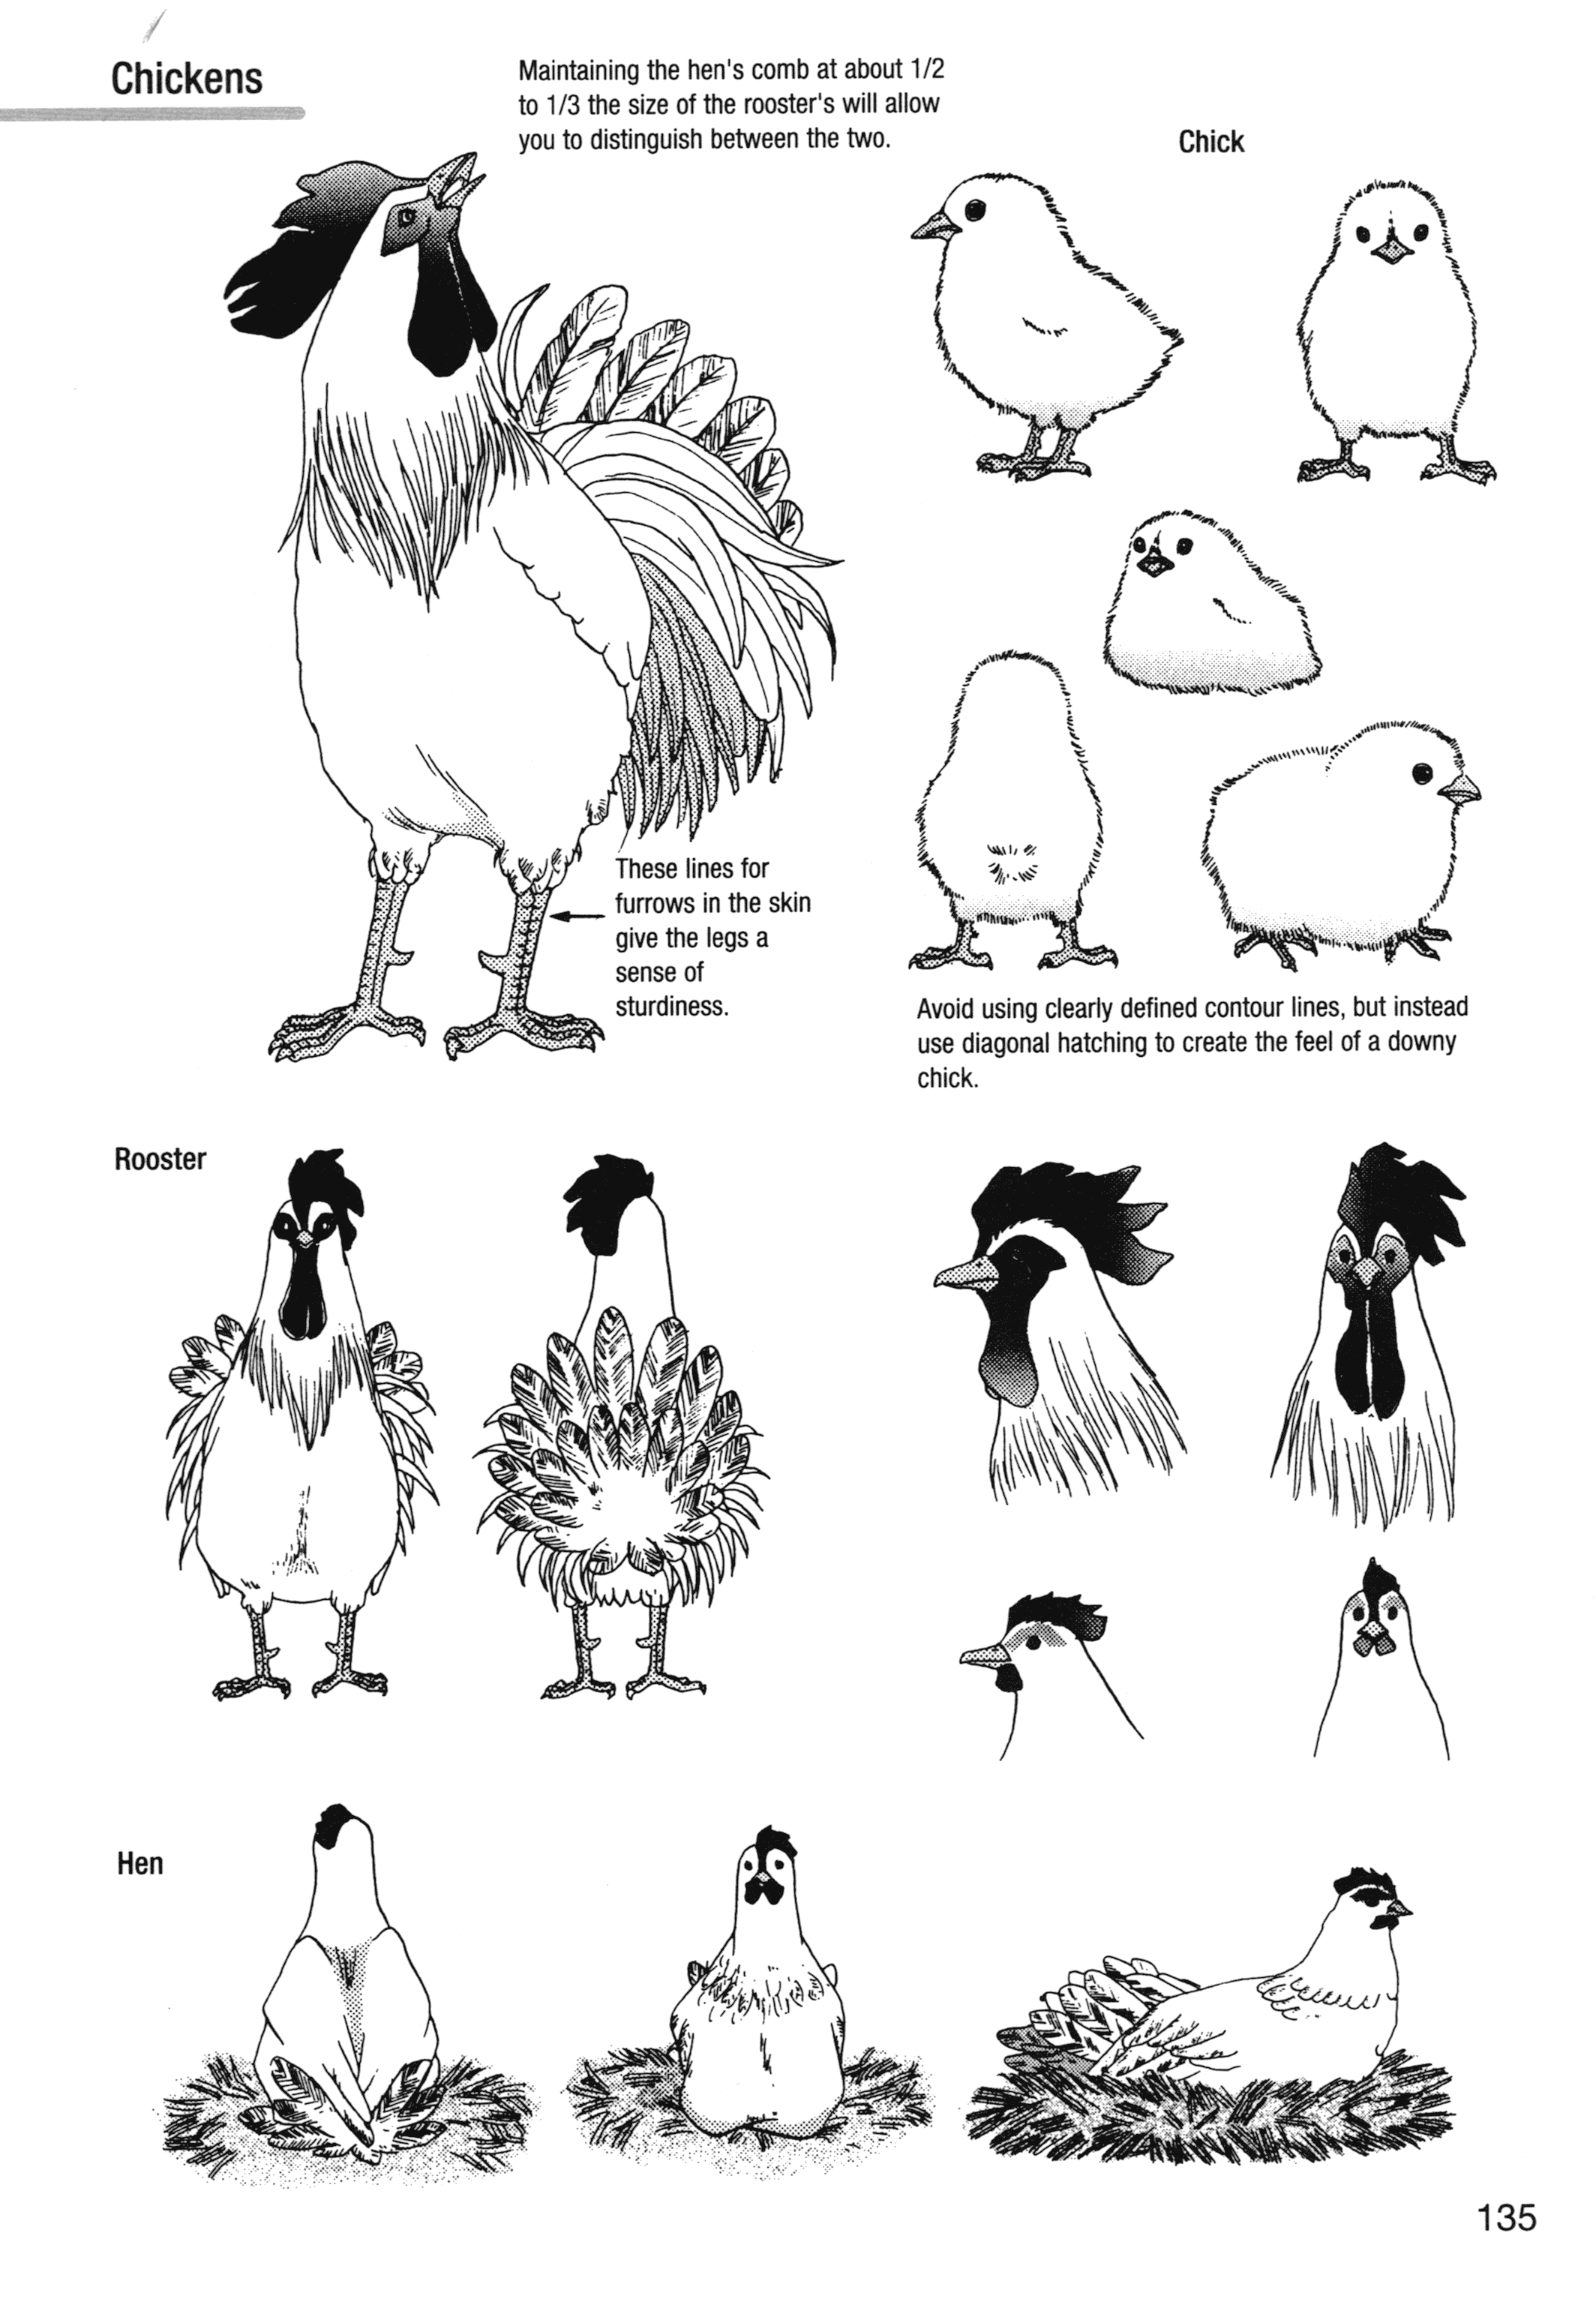 Chickens
Maintaining the hen's comb at about 1/2
to 1/3 the size of the rooster's will allow
you to distinguish between the two.
Chick
These lines for
furrows in the skin
give the legs a
sense of
sturdiness.
Avoid using clearly defined contour lines, but instead
use diagonal hatching to create the feel of a downy
chick.
Rooster
Hen
135